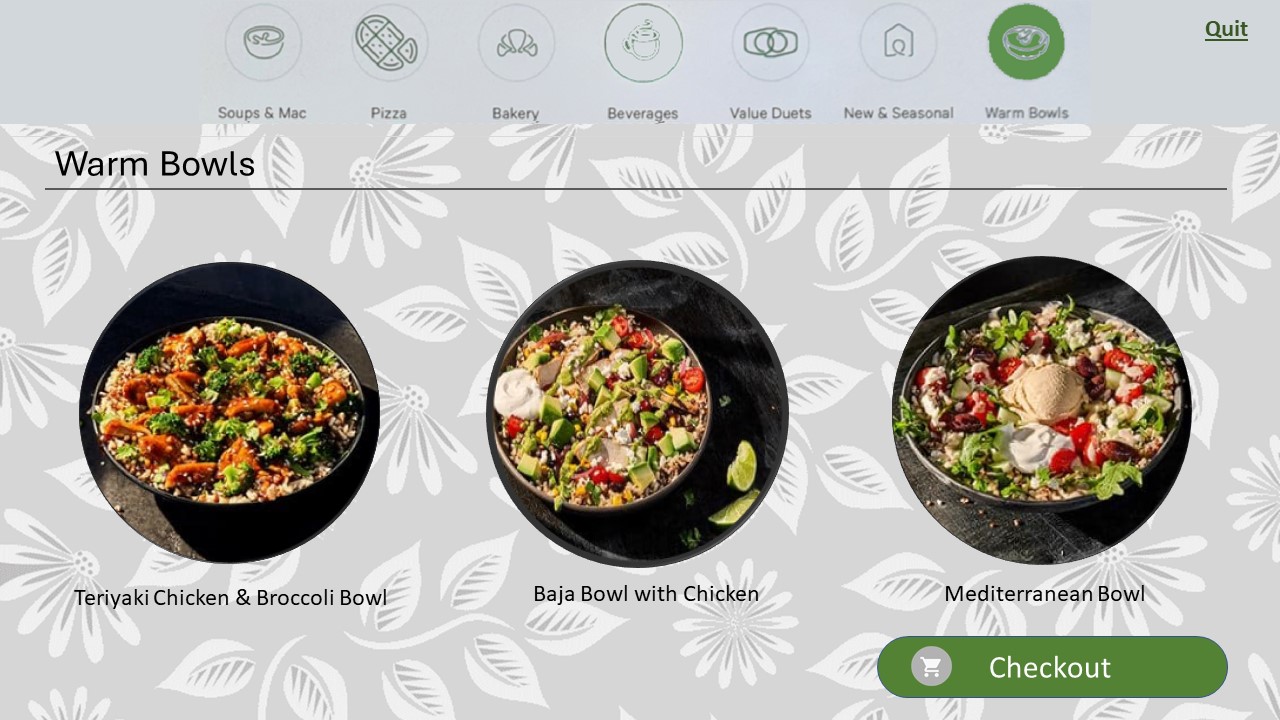 Quit
Soups & Mac Pizza Bakery Beverages Value Duets New & Seasonal Warm Bowls
Warm Bowls
Teriyaki Chicken & Broccoli Bowl Baja Bowl with Chicken Mediterranean Bowl
Checkout